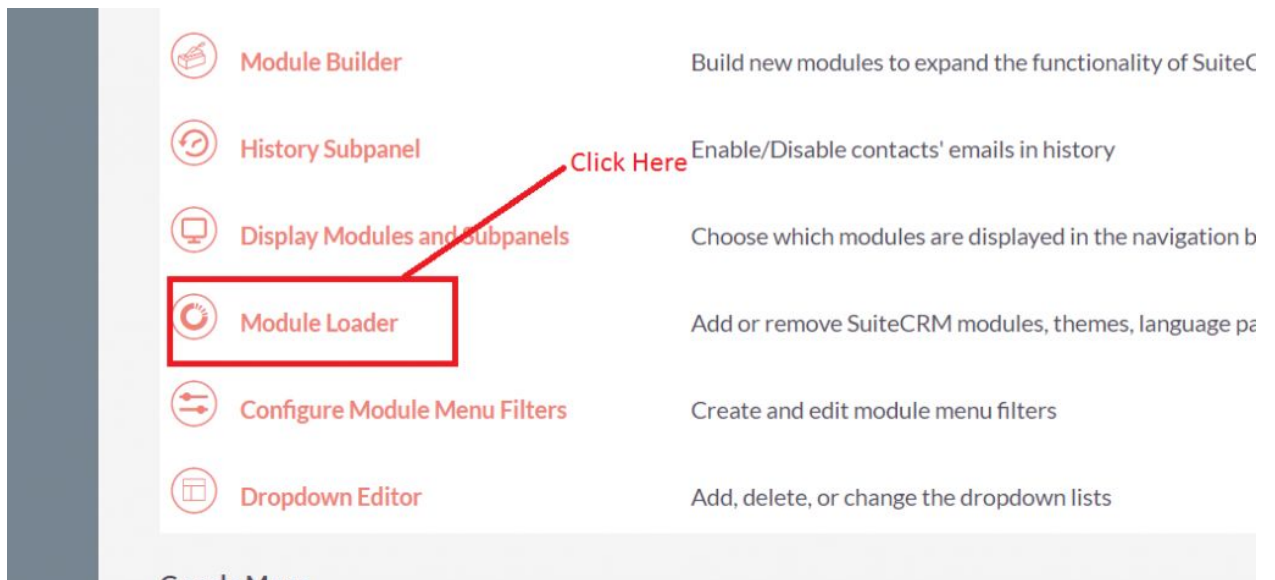 Module Builder Build new modules to expand the functionality of SuiteC
History Subpanel Enable/Disable contacts' emails in history
Click Here
Display Modules and Subpanels Choose which modules are displayed in the navigation b
Module Loader Add or remove SuiteCRM modules, themes, language pa
Configure Module Menu Filters Create and edit module menu filters
Dropdown Editor Add, delete, or change the dropdown lists